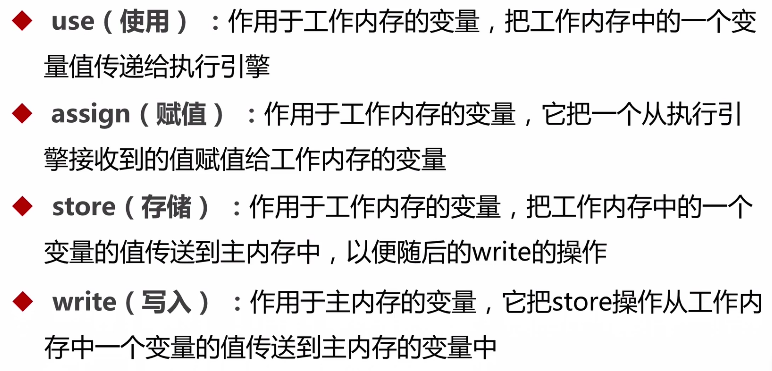 ◆ use（使用）：作用于工作内存的变量，把工作内存中的一个变
量值传递给执行引擎
◆ assign（赋值）：作用于工作内存的变量，它把一个从执行引
擎接收到的值赋值给工作内存的变量
◆ store（存储）：作用于工作内存的变量，把工作内存中的一个
变量的值传送到主内存中，以便随后的write的操作
◆ write（写入）：作用于主内存的变量，它把store操作从工作内
存中一个变量的值传送到主内存的变量中